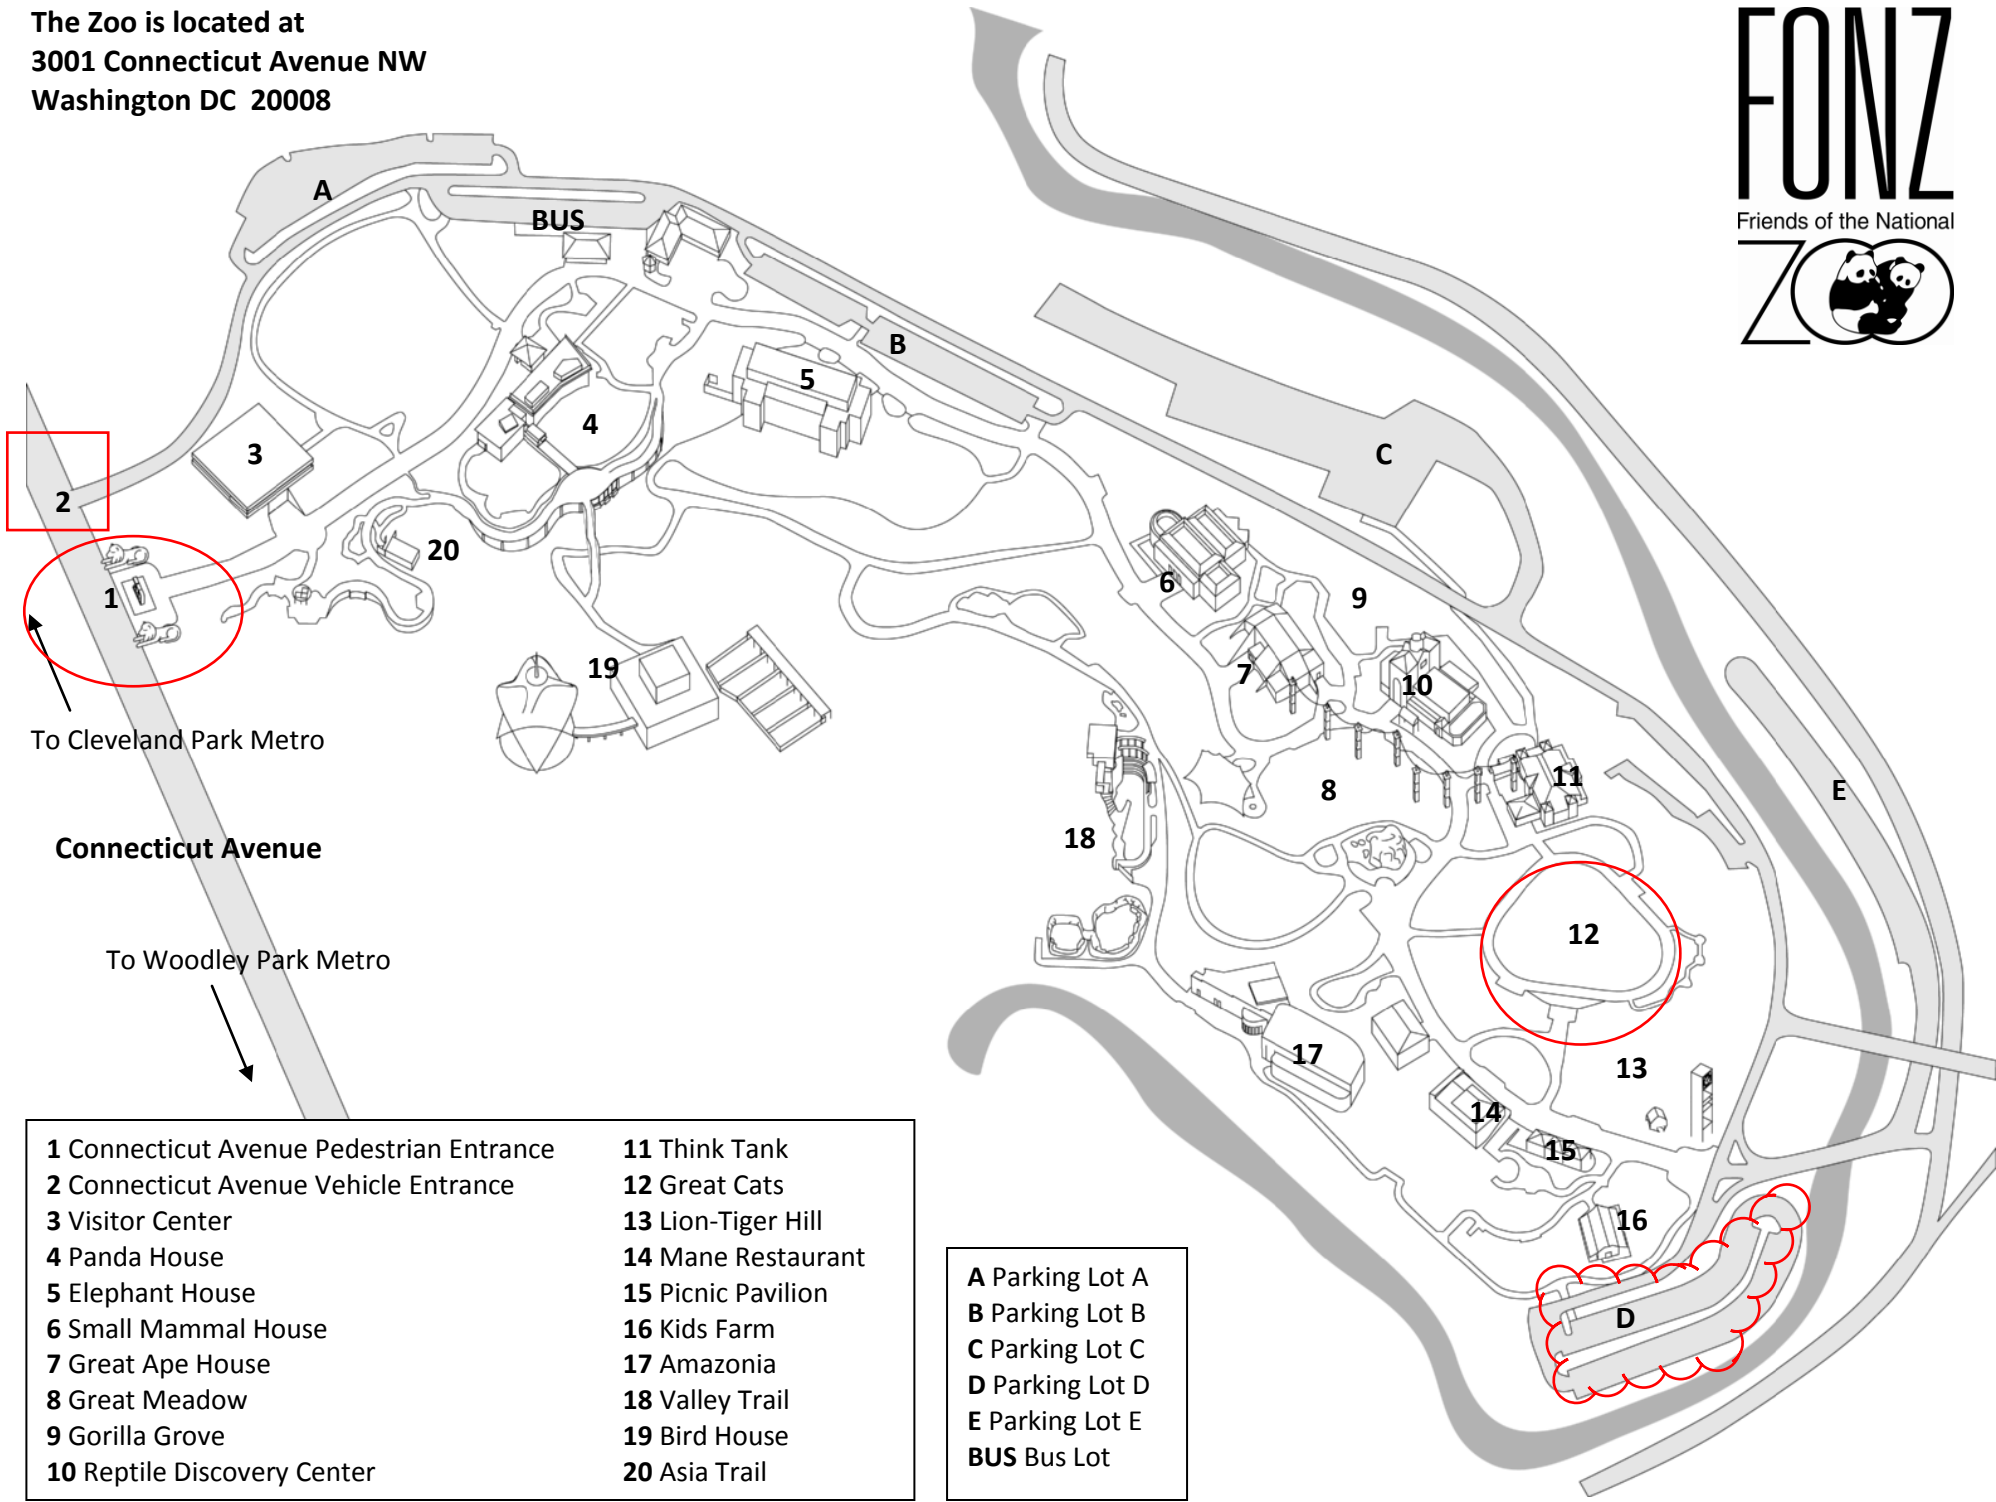 The Zoo is located at
3001 Connecticut Avenue NW
Washington DC 20008
FONZ
Friends of the National
ZOO
A
BUS
B
5
4
3
C
2
20
1
6
9
19
7
10
To Cleveland Park Metro
11
8
E
18
Connecticut Avenue
12
To Woodley Park Metro
17
13
14
15
16
D
1 Connecticut Avenue Pedestrian Entrance
2 Connecticut Avenue Vehicle Entrance
3 Visitor Center
4 Panda House
5 Elephant House
6 Small Mammal House
7 Great Ape House
8 Great Meadow
9 Gorilla Grove
10 Reptile Discovery Center
11 Think Tank
12 Great Cats
13 Lion-Tiger Hill
14 Mane Restaurant
15 Picnic Pavilion
16 Kids Farm
17 Amazonia
18 Valley Trail
19 Bird House
20 Asia Trail
A Parking Lot A
B Parking Lot B
C Parking Lot C
D Parking Lot D
E Parking Lot E
BUS Bus Lot